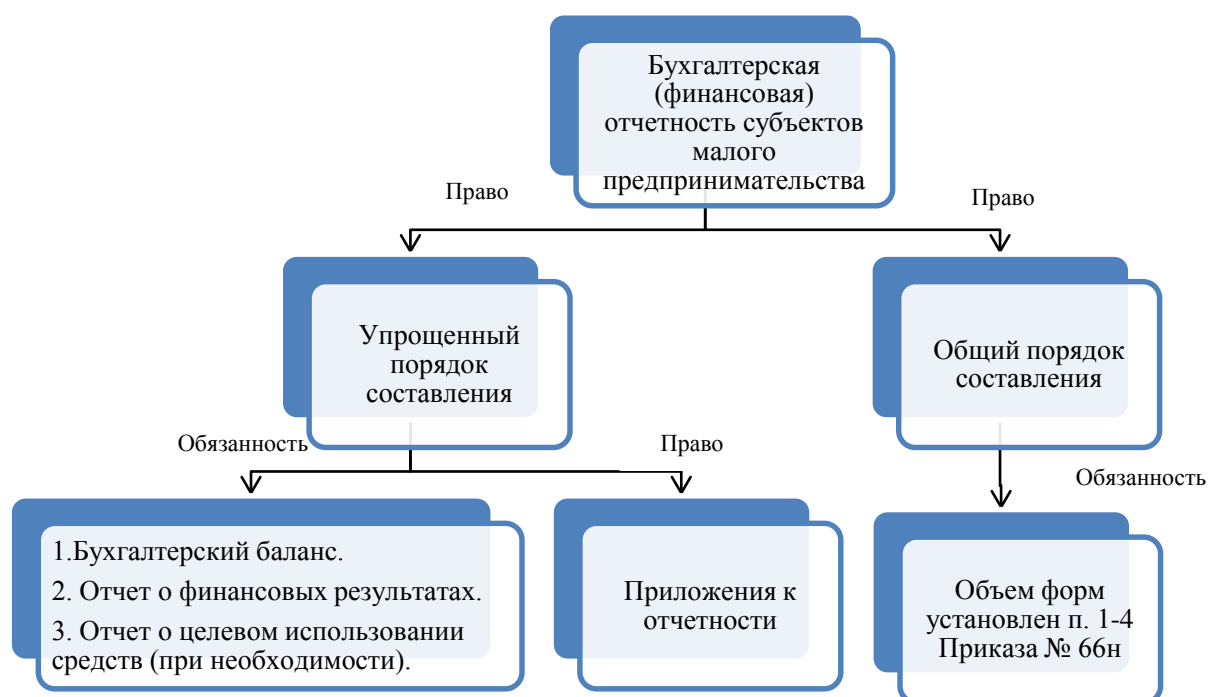 Бухгалтерская
(финансовая)
отчетность субъектов
малого
предпринимательства
Право
Право
Упрощенный
порядок
составления
Общий порядок
составления
Обязанность
Право
Обязанность
1.Бухгалтерский баланс.
2. Отчет о финансовых результатах.
3. Отчет о целевом использовании
средств (при необходимости).
Приложения к
отчетности
Объем форм
установлен п. 1-4
Приказа № 66н